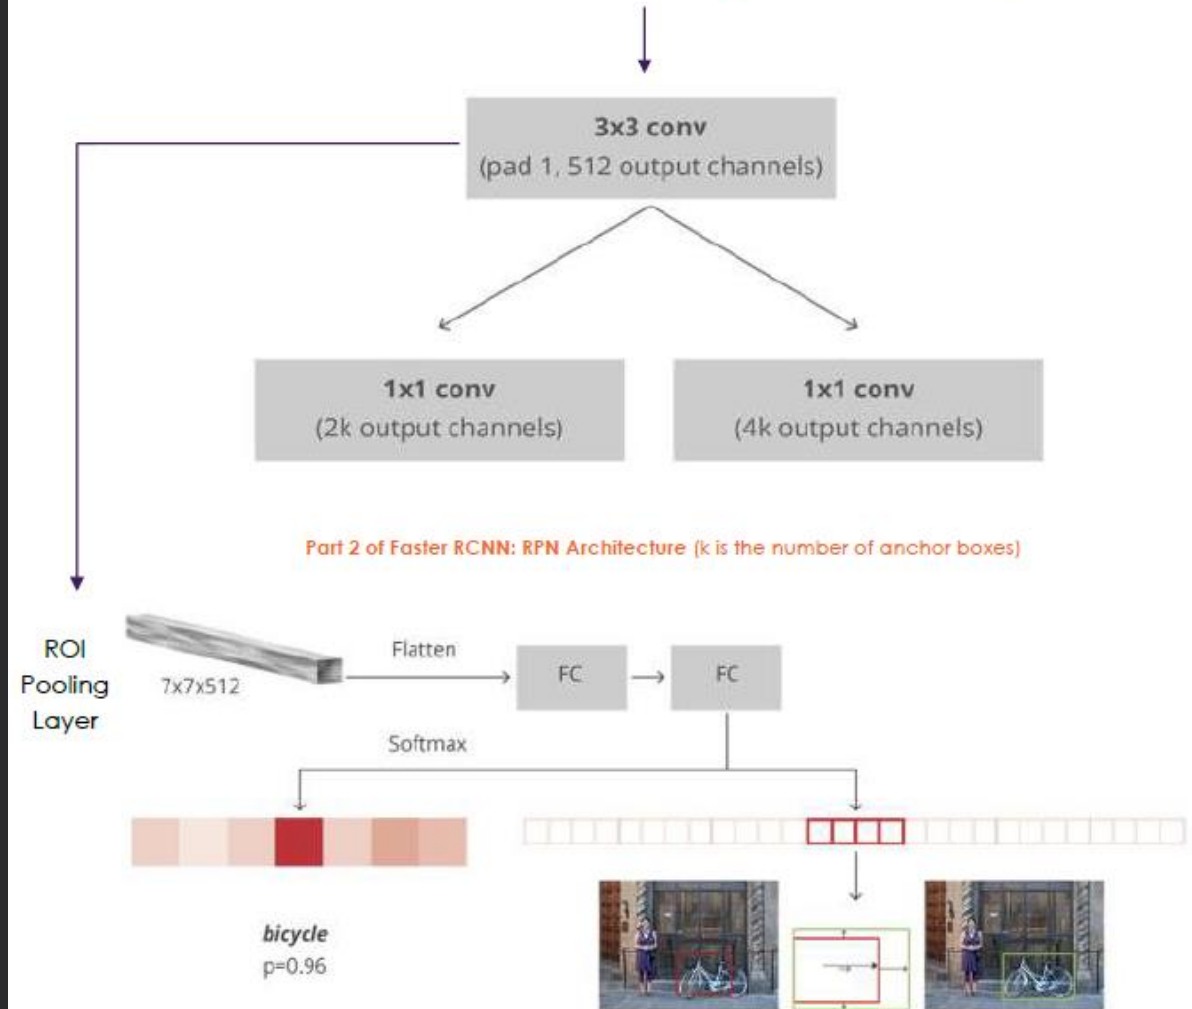 3x3 conv
(pad 1, 512 output channels)
1x1 conv
(2k output channels)
1x1 conv
(4k output channels)
Part 2 of Faster RCNN: RPN Architecture (k is the number of anchor boxes)
ROI
Pooling
Layer
7x7x512
Flatten
FC
FC
Softmax
bicycle
p=0.96